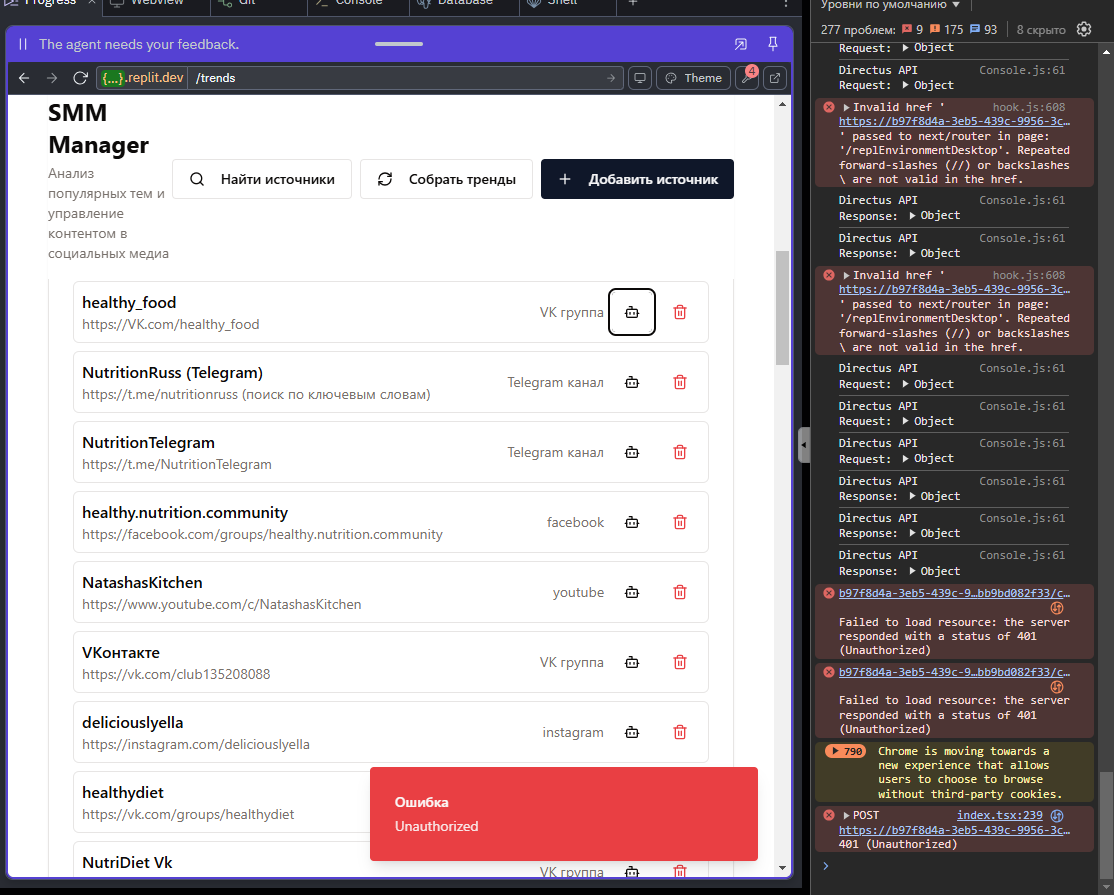 Progress
WebView
Git
Console
Database
Shell
The agent needs your feedback.
{...}.replit.dev
/trends
Theme
4
SMM
Manager
Анализ
популярных тем и
управление
контентом в
социальных медиа
Найти источники
Собрать тренды
Добавить источник
healthy_food
https://VK.com/healthy_food
VK группа
NutritionRuss (Telegram)
https://t.me/nutritionruss (поиск по ключевым словам)
Telegram канал
NutritionTelegram
https://t.me/NutritionTelegram
Telegram канал
healthy.nutrition.community
https://facebook.com/groups/healthy.nutrition.community
facebook
NatashasKitchen
https://www.youtube.com/c/NatashasKitchen
youtube
ВКонтакте
https://vk.com/club135208088
VK группа
deliciouslyella
https://instagram.com/deliciouslyella
instagram
healthydiet
https://vk.com/groups/healthydiet
NutriDiet Vk
VK группа
Ошибка
Unauthorized
Уровни по умолчанию
277 проблем: 9 175 93
8 скрыто
Request: Object
Directus API Console.js:61
Request: Object
Invalid href ' hook.js:608
https://b97f8d4a-3eb5-439c-9956-3c…
' passed to next/router in page:
'/replEnvironmentDesktop'. Repeated
forward-slashes (//) or backslashes
\ are not valid in the href.
Directus API Console.js:61
Response: Object
Directus API Console.js:61
Response: Object
Invalid href ' hook.js:608
https://b97f8d4a-3eb5-439c-9956-3c…
' passed to next/router in page:
'/replEnvironmentDesktop'. Repeated
forward-slashes (//) or backslashes
\ are not valid in the href.
Directus API Console.js:61
Request: Object
Directus API Console.js:61
Request: Object
Directus API Console.js:61
Request: Object
Directus API Console.js:61
Response: Object
Directus API Console.js:61
Response: Object
Directus API Console.js:61
Response: Object
b97f8d4a-3eb5-439c-9…bb9bd082f33/c…
Failed to load resource: the server
responded with a status of 401
(Unauthorized)
b97f8d4a-3eb5-439c-9…bb9bd082f33/c…
Failed to load resource: the server
responded with a status of 401
(Unauthorized)
790 Chrome is moving towards a
new experience that allows
users to choose to browse
without third-party cookies.
POST index.tsx:239
https://b97f8d4a-3eb5-439c-9956-3c…
401 (Unauthorized)